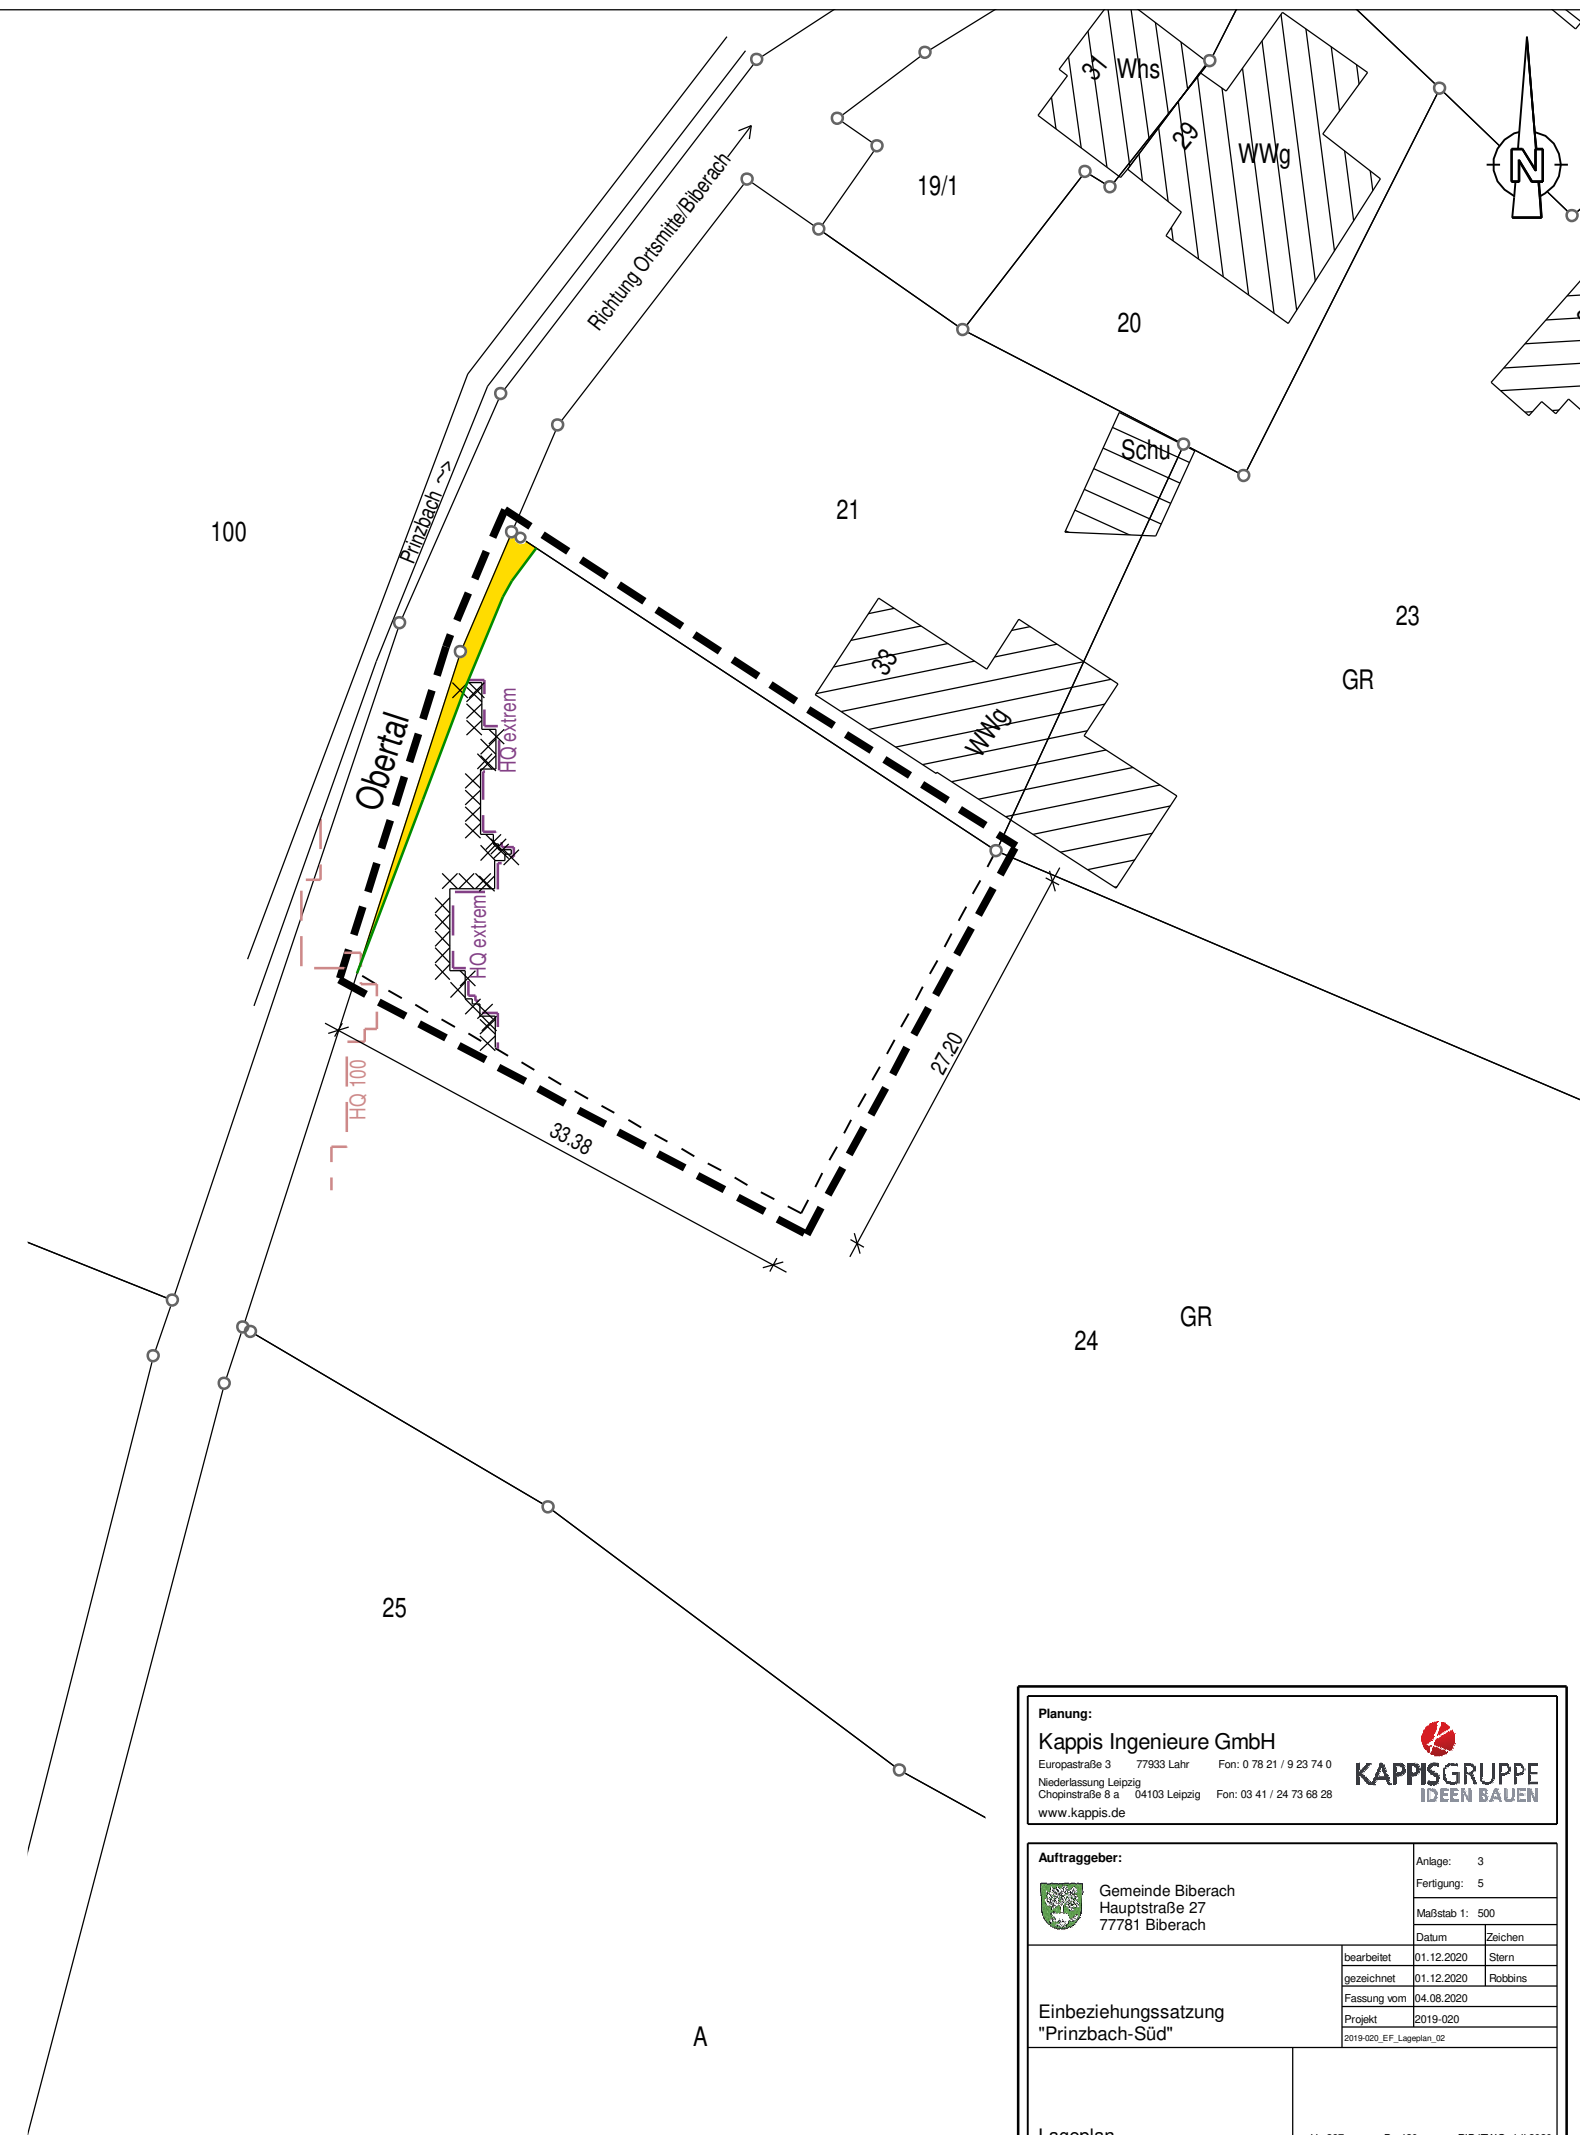 31 Whs
29
WWg
N
19/1
Richtung Ortsmitte/Biberach
20
Schu
21
Prinzbach
100
23
33
GR
WWg
HQ extrem
Obertal
HQ extrem
27.20
HQ 100
33.38
GR
24
25
A
Planung:
Kappis Ingenieure GmbH
Europastraße 3 77933 Lahr Fon: 0 78 21 / 9 23 74 0
Niederlassung Leipzig
Chopinstraße 8 a 04103 Leipzig Fon: 03 41 / 24 73 68 28
www.kappis.de
KAPPISGRUPPE
IDEEN BAUEN
Auftraggeber:
Gemeinde Biberach
Hauptstraße 27
77781 Biberach
Anlage: 3
Fertigung: 5
Maßstab 1: 500
Datum Zeichen
bearbeitet 01.12.2020 Stern
gezeichnet 01.12.2020 Robbins
Fassung vom 04.08.2020
Projekt 2019-020
2019-020_EF_Lageplan_02
Einbeziehungssatzung
"Prinzbach-Süd"
Lageplan